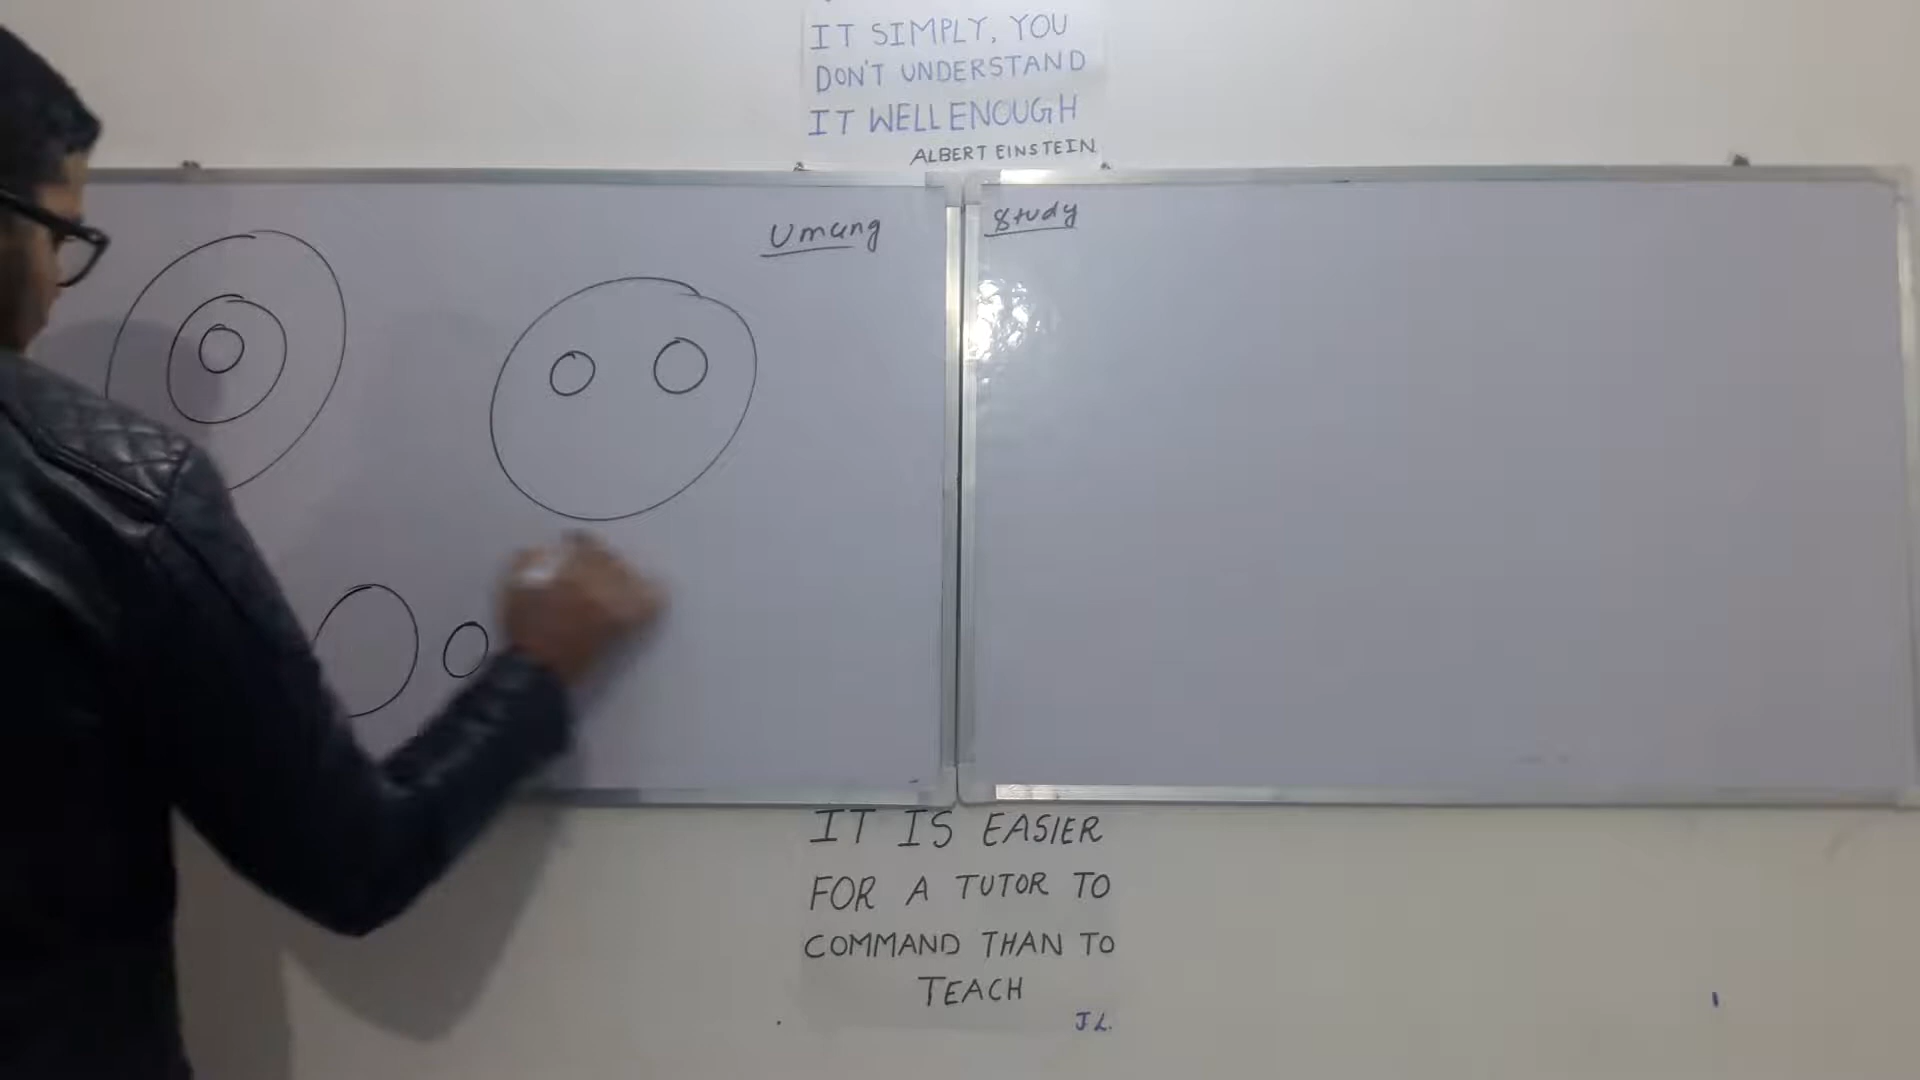 IT SIMPLY, YOU
DON'T UNDERSTAND
IT WELL ENOUGH
ALBERT EINSTEIN
Umang
Study
IT IS EASIER
FOR A TUTOR TO
COMMAND THAN TO
TEACH
J L.